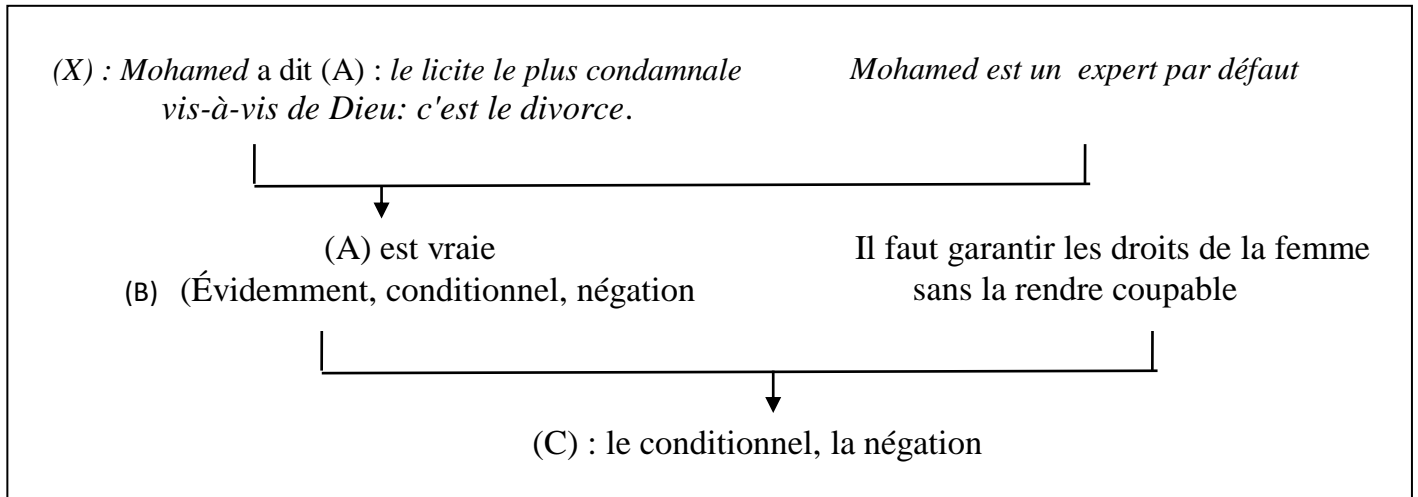 (X) : Mohamed a dit (A) : le licite le plus condamnale
vis-à-vis de Dieu: c'est le divorce.
Mohamed est un expert par défaut
(A) est vraie
(B) (Évidemment, conditionnel, négation
Il faut garantir les droits de la femme
sans la rendre coupable
(C) : le conditionnel, la négation